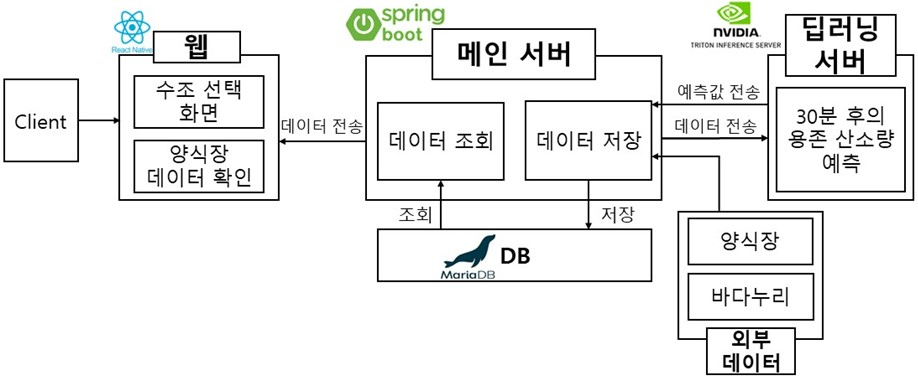 React Native
웹
spring
boot
메인 서버
NVIDIA
TRITON INFERENCE SERVER
딥러닝
서버
Client
수조 선택
화면
양식장
데이터 확인
데이터 전송
데이터 조회
데이터 저장
예측값 전송
데이터 전송
30분 후의
용존 산소량
예측
조회
저장
MariaDB
DB
양식장
바다누리
외부
데이터